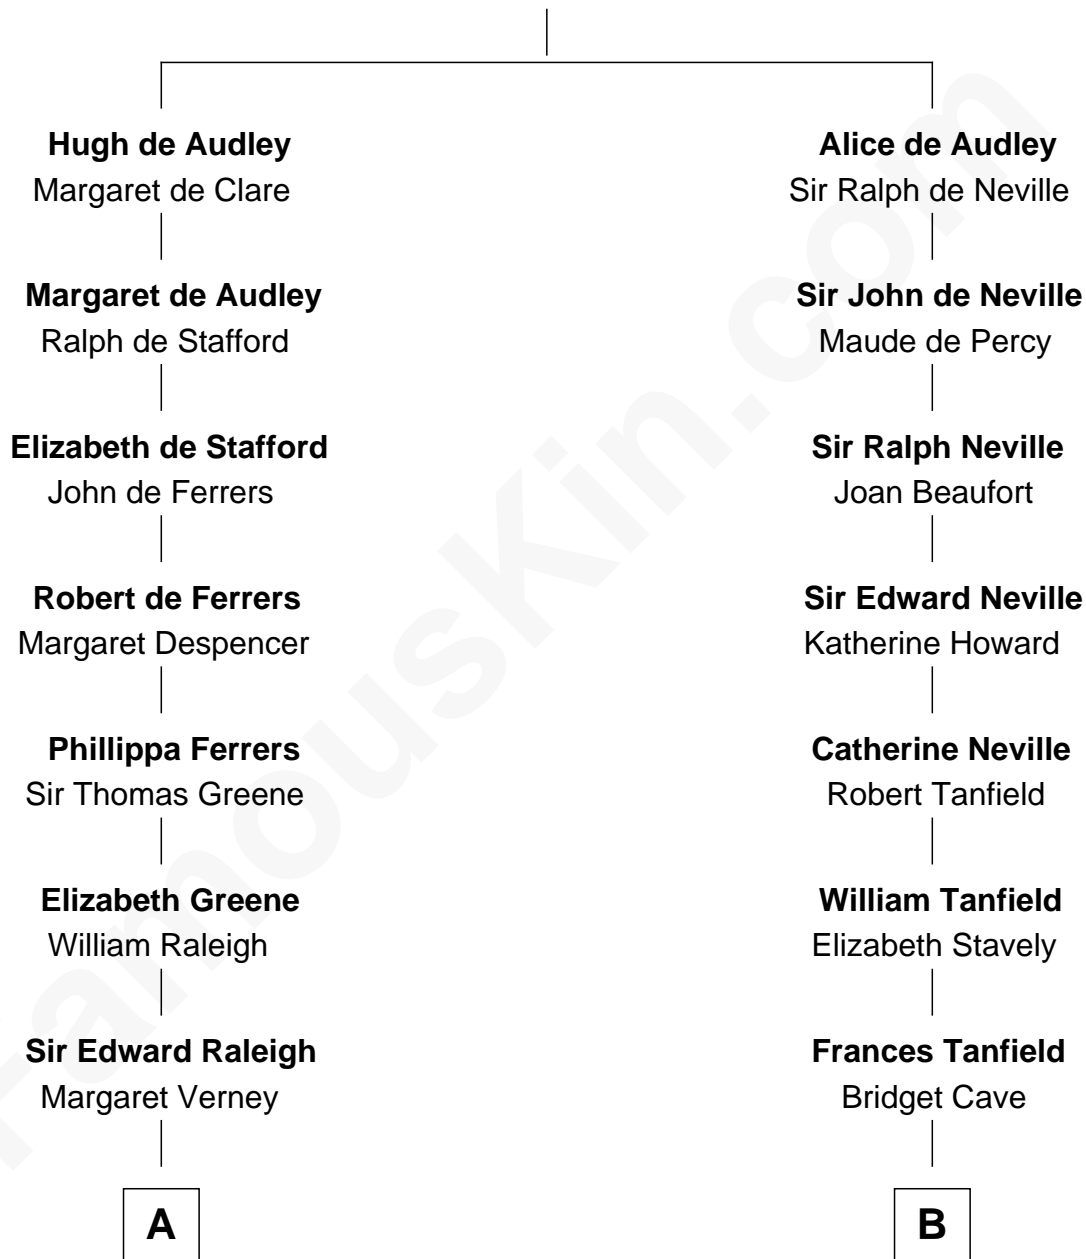 Hugh de Audley
Margaret de Clare
Margaret de Audley
Ralph de Stafford
Elizabeth de Stafford
John de Ferrers
Robert de Ferrers
Margaret Despencer
Phillippa Ferrers
Sir Thomas Greene
Elizabeth Greene
William Raleigh
Sir Edward Raleigh
Margaret Verney
A
Alice de Audley
Sir Ralph de Neville
Sir John de Neville
Maude de Percy
Sir Ralph Neville
Joan Beaufort
Sir Edward Neville
Katherine Howard
Catherine Neville
Robert Tanfield
William Tanfield
Elizabeth Stavely
Frances Tanfield
Bridget Cave
B
FamousKin.com